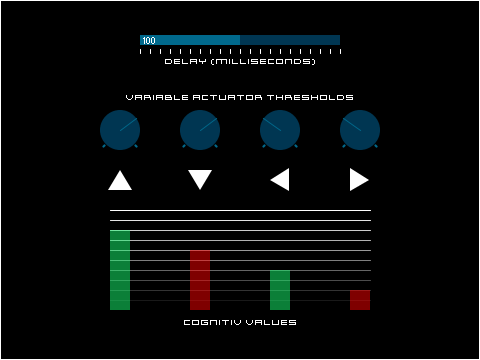 100
DELAY (MILLISECONDS)
VARIABLE ACTUATOR THRESHOLDS
COGNITIV VALUES